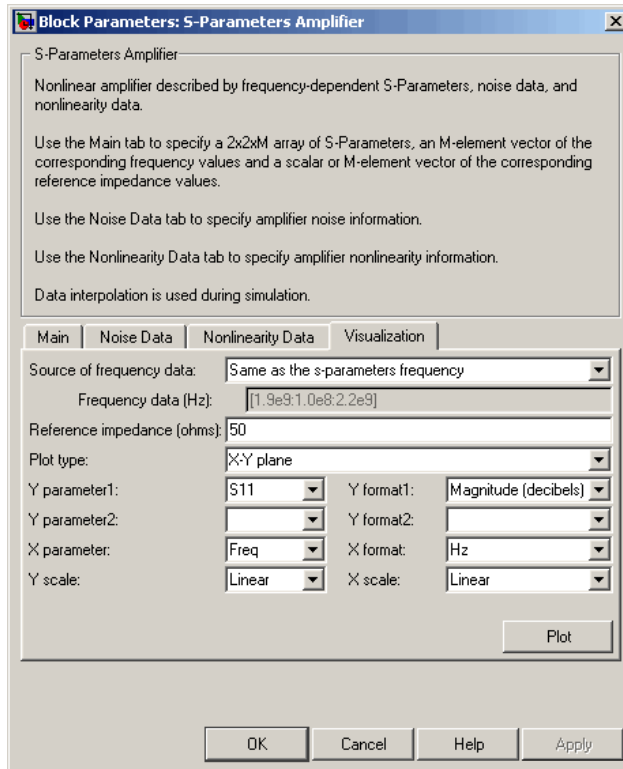 Block Parameters: S-Parameters Amplifier
S-Parameters Amplifier
Nonlinear amplifier described by frequency-dependent S-Parameters, noise data, and
nonlinearity data.
Use the Main tab to specify a 2x2xM array of S-Parameters, an M-element vector of the
corresponding frequency values and a scalar or M-element vector of the corresponding
reference impedance values.
Use the Noise Data tab to specify amplifier noise information.
Use the Nonlinearity Data tab to specify amplifier nonlinearity information.
Data interpolation is used during simulation.
Main Noise Data Nonlinearity Data Visualization
Source of frequency data: Same as the s-parameters frequency
Frequency data (Hz): [1.9e9:1.0e8:2.2e9]
Reference impedance (ohms): 50
Plot type: X-Y plane
Y parameter1: S11 Y format1: Magnitude (decibels)
Y parameter2: Y format2:
X parameter: Freq X format: Hz
Y scale: Linear X scale: Linear
Plot
OK Cancel Help Apply